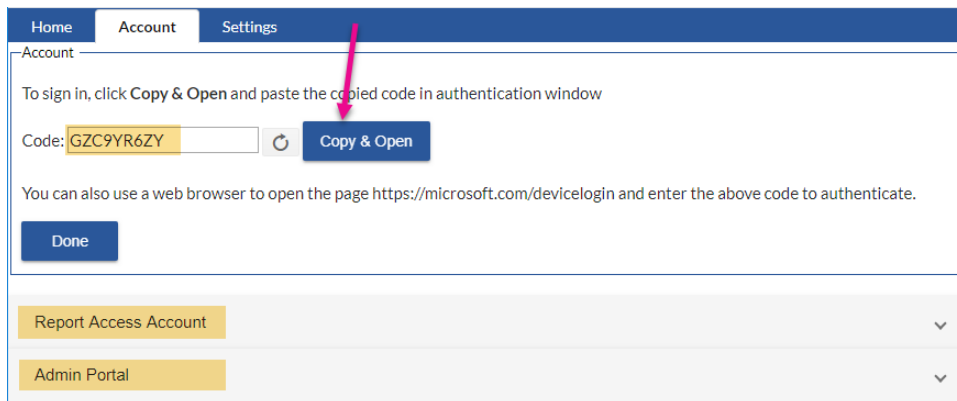 Home Account Settings
Account
To sign in, click Copy & Open and paste the copied code in authentication window
Code: GZC9YR6ZY Copy & Open
You can also use a web browser to open the page https://microsoft.com/devicelogin and enter the above code to authenticate.
Done
Report Access Account
Admin Portal